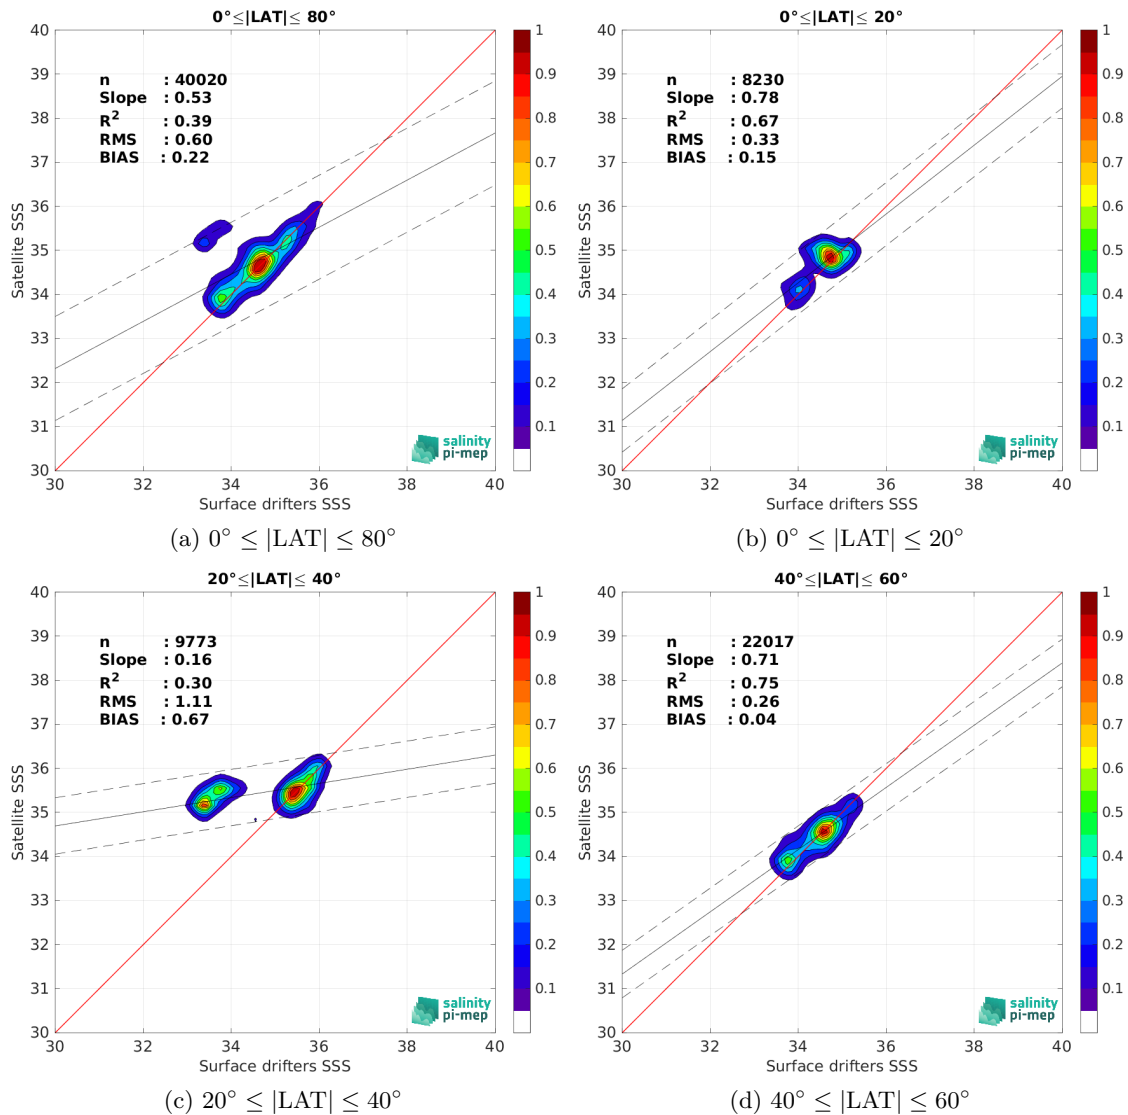 0°≤|LAT|≤ 80°
40
39
38
37
36
35
34
33
32
31
30
30
32
34
36
38
40
Satellite SSS
Surface drifters SSS
n : 40020
Slope : 0.53
R² : 0.39
RMS : 0.60
BIAS : 0.22
1
0.9
0.8
0.7
0.6
0.5
0.4
0.3
0.2
0.1
salinity
pi-mep
(a) 0° ≤ |LAT| ≤ 80°
0°≤|LAT|≤ 20°
40
39
38
37
36
35
34
33
32
31
30
30
32
34
36
38
40
Satellite SSS
Surface drifters SSS
n : 8230
Slope : 0.78
R² : 0.67
RMS : 0.33
BIAS : 0.15
1
0.9
0.8
0.7
0.6
0.5
0.4
0.3
0.2
0.1
salinity
pi-mep
(b) 0° ≤ |LAT| ≤ 20°
20°≤|LAT|≤ 40°
40
39
38
37
36
35
34
33
32
31
30
30
32
34
36
38
40
Satellite SSS
Surface drifters SSS
n : 9773
Slope : 0.16
R² : 0.30
RMS : 1.11
BIAS : 0.67
1
0.9
0.8
0.7
0.6
0.5
0.4
0.3
0.2
0.1
salinity
pi-mep
(c) 20° ≤ |LAT| ≤ 40°
40°≤|LAT|≤ 60°
40
39
38
37
36
35
34
33
32
31
30
30
32
34
36
38
40
Satellite SSS
Surface drifters SSS
n : 22017
Slope : 0.71
R² : 0.75
RMS : 0.26
BIAS : 0.04
1
0.9
0.8
0.7
0.6
0.5
0.4
0.3
0.2
0.1
salinity
pi-mep
(d) 40° ≤ |LAT| ≤ 60°